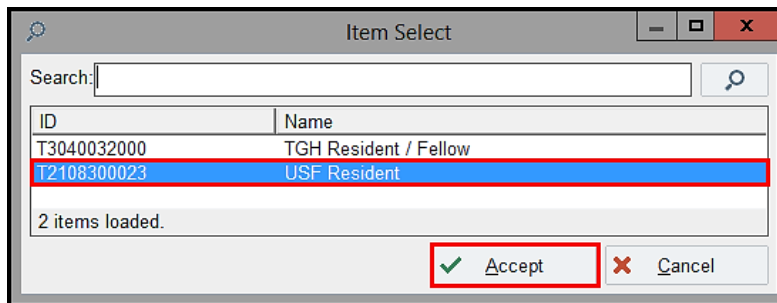 Item Select
Search:
ID Name
T3040032000 TGH Resident / Fellow
T2108300023 USF Resident
2 items loaded.
Accept Cancel